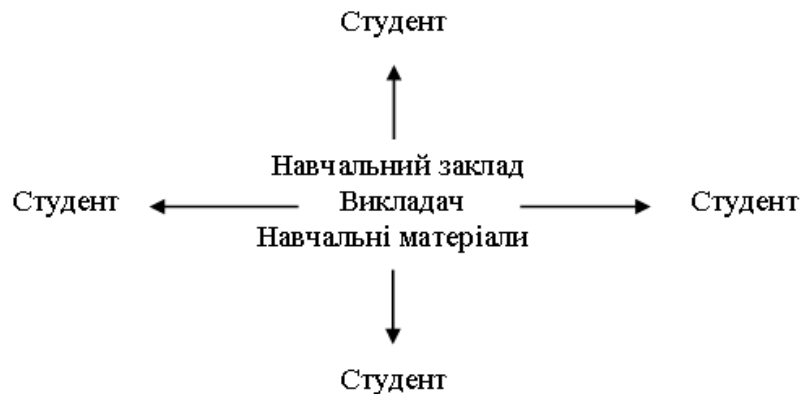 Студент
Навчальний заклад
Студент Викладач Студент
Навчальні матеріали
Студент